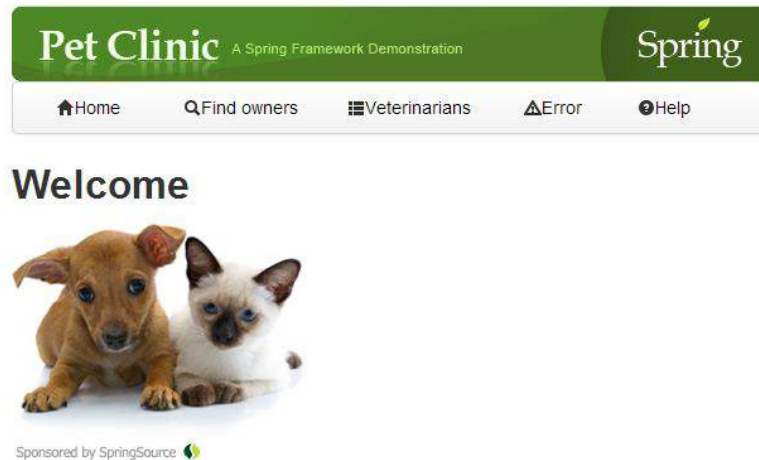 Pet Clinic A Spring Framework Demonstration Spring
Home Find owners Veterinarians Error Help
Welcome
Sponsored by SpringSource